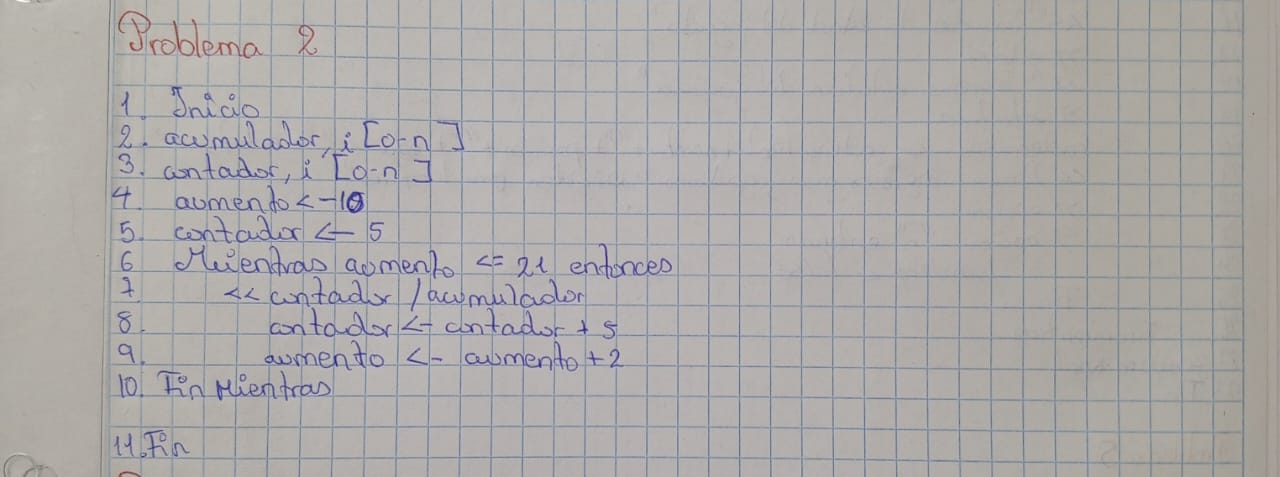 Problema 2
1. Inicio
2. acumulador, i [0-n]
3. contador, i [0-n]
4. aumento <-10
5. contador <- 5
6 Mientras aumento <= 21 entonces
7 << contador / acumulador
8. contador <- contador + 5
9. aumento <- aumento + 2
10. Fin Mientras
11. Fin